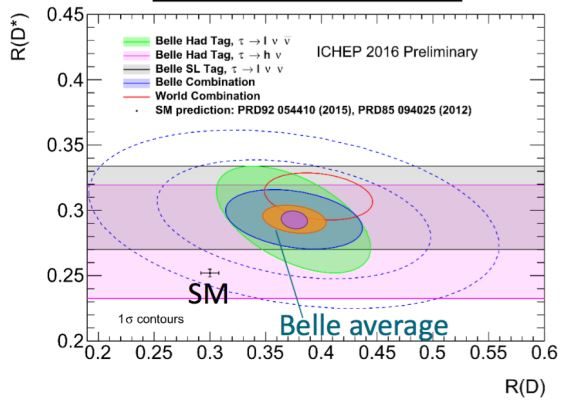 0.45
R(D*)
Belle Had Tag, τ → l ν ν̄
Belle Had Tag, τ → h ν
Belle SL Tag, τ → l ν ν
Belle Combination
World Combination
SM prediction: PRD92 054410 (2015), PRD85 094025 (2012)
ICHEP 2016 Preliminary
0.4
0.35
0.3
0.25
SM
Belle average
1σ contours
0.2
0.2 0.25 0.3 0.35 0.4 0.45 0.5 0.55 0.6
R(D)